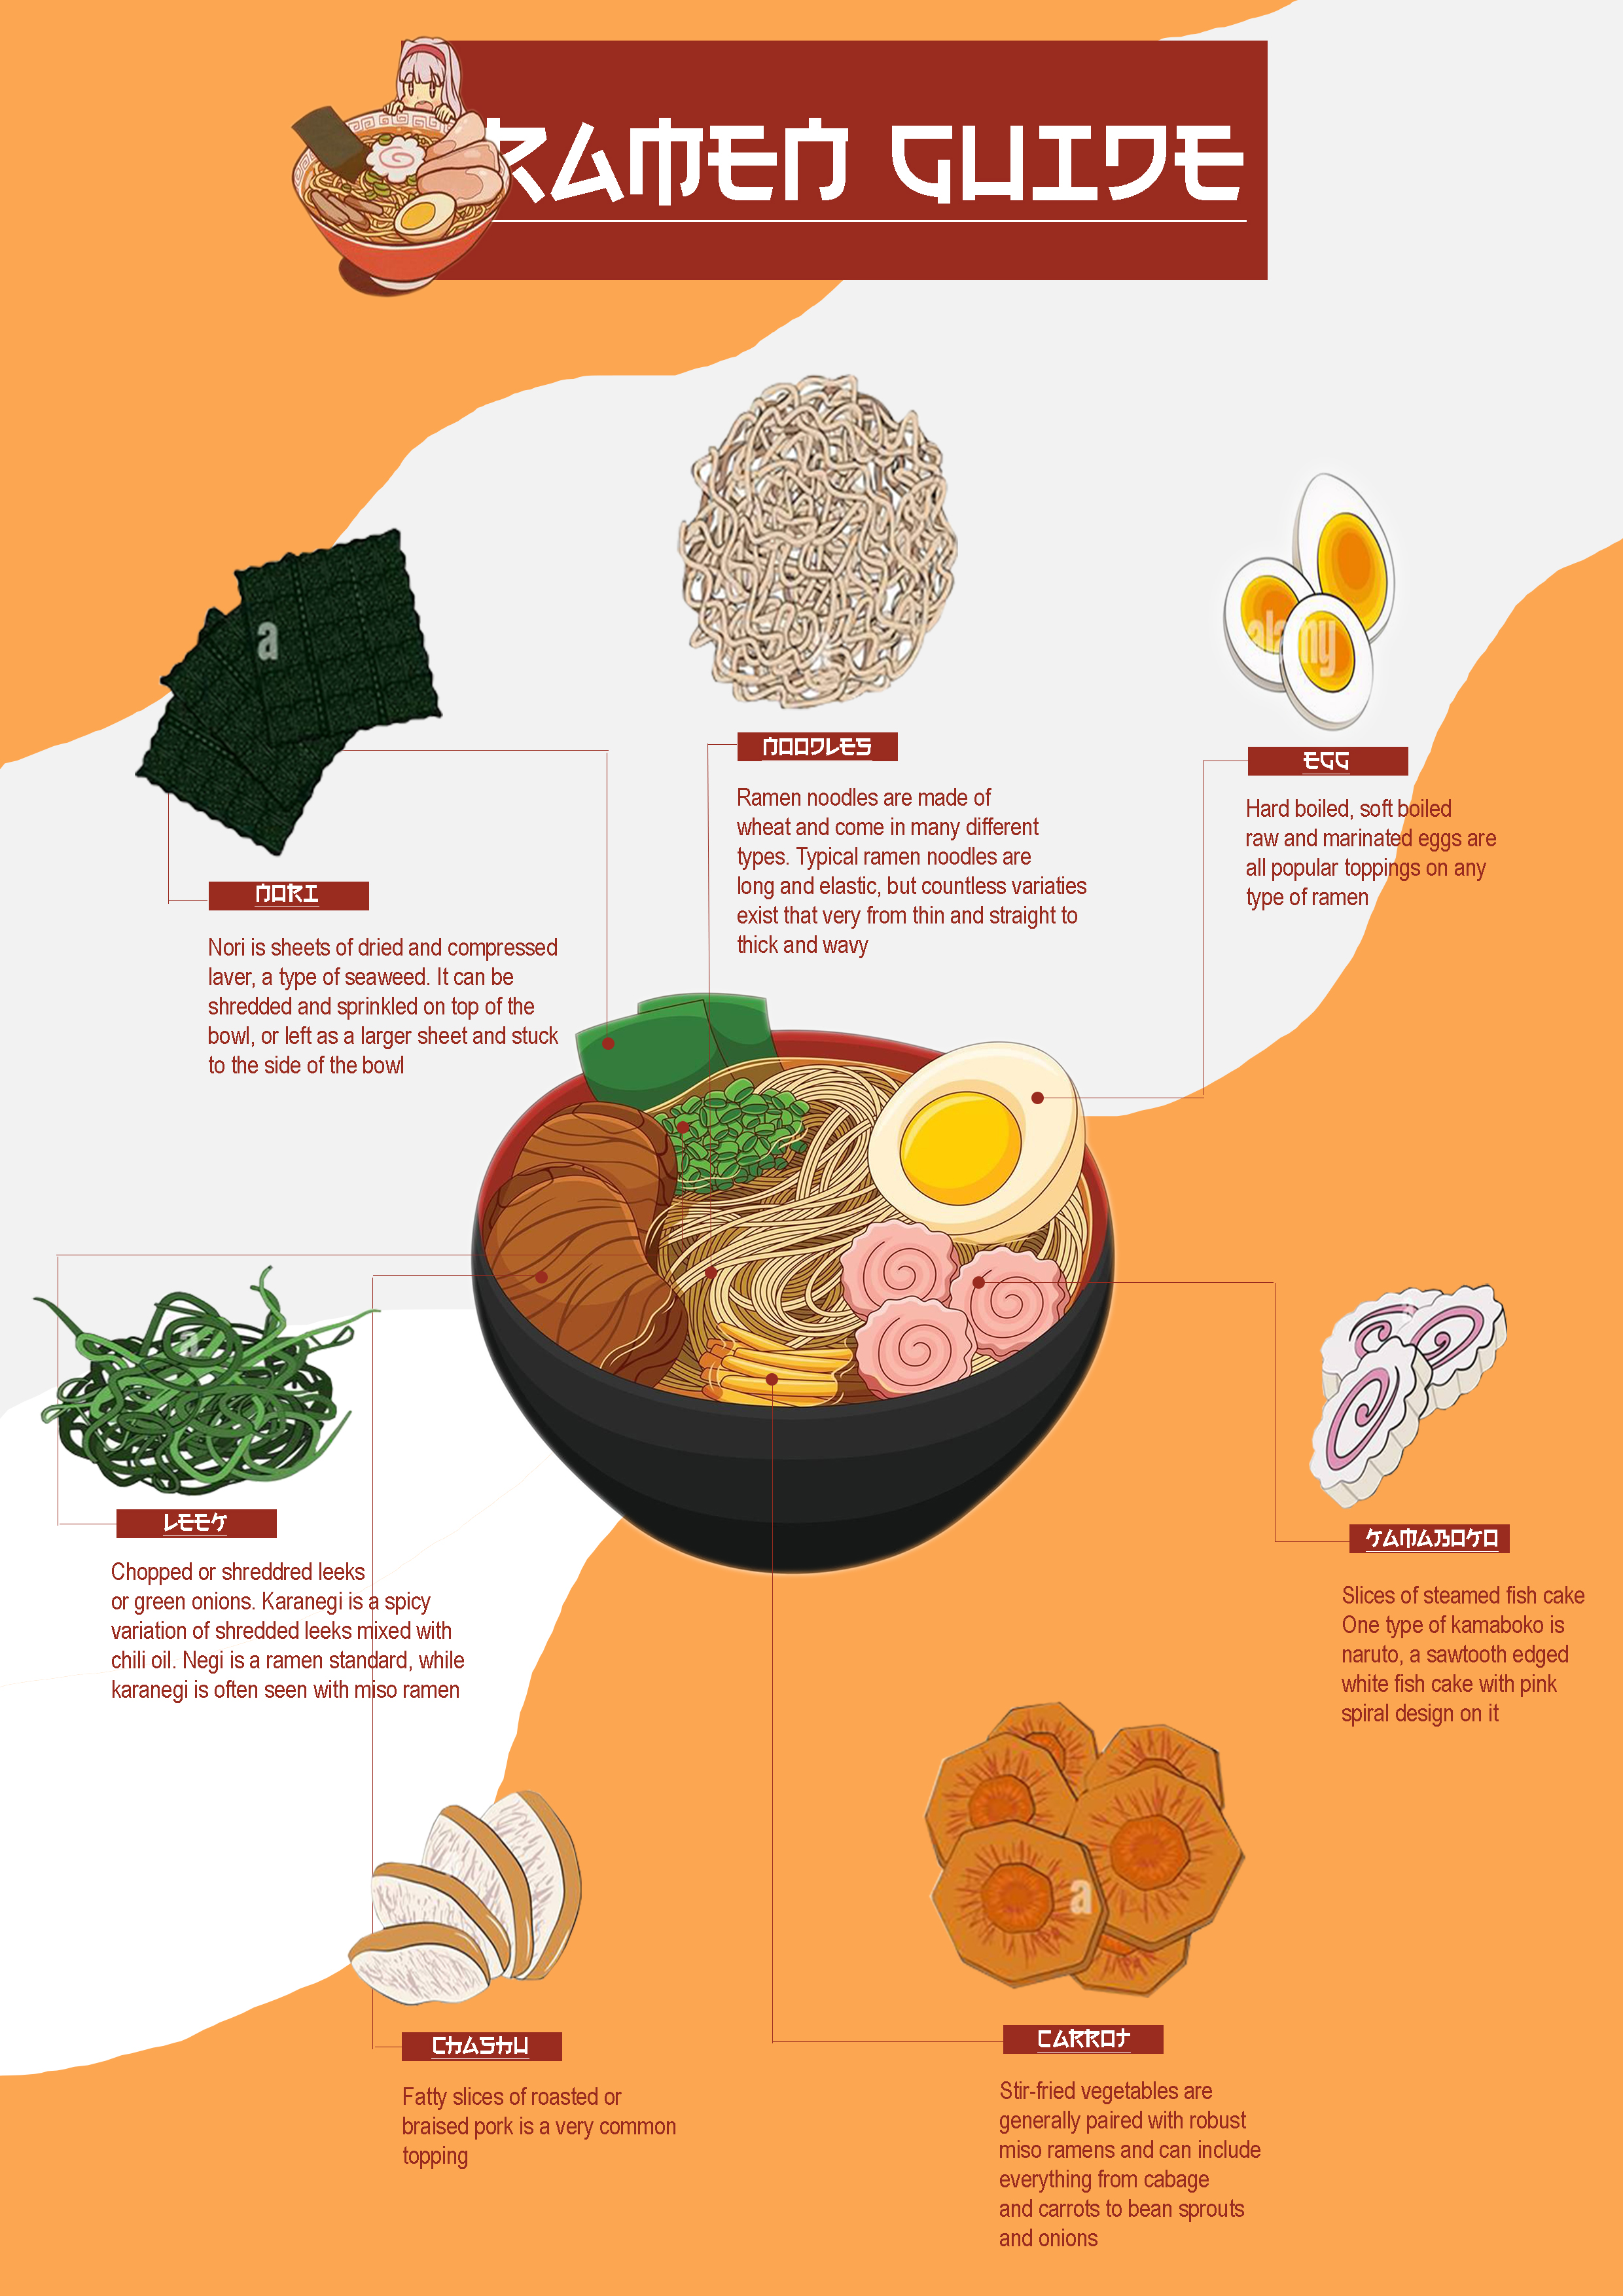 RAMEN GUIDE
NOODLES
Ramen noodles are made of
wheat and come in many different
types. Typical ramen noodles are
long and elastic, but countless variaties
exist that very from thin and straight to
thick and wavy
EGG
Hard boiled, soft boiled
raw and marinated eggs are
all popular toppings on any
type of ramen
alamy
a
NORI
Nori is sheets of dried and compressed
laver, a type of seaweed. It can be
shredded and sprinkled on top of the
bowl, or left as a larger sheet and stuck
to the side of the bowl
a
LEEK
Chopped or shreddred leeks
or green onions. Karanegi is a spicy
variation of shredded leeks mixed with
chili oil. Negi is a ramen standard, while
karanegi is often seen with miso ramen
KAMABOKO
Slices of steamed fish cake
One type of kamaboko is
naruto, a sawtooth edged
white fish cake with pink
spiral design on it
CHASHU
Fatty slices of roasted or
braised pork is a very common
topping
a
CARROT
Stir-fried vegetables are
generally paired with robust
miso ramens and can include
everything from cabage
and carrots to bean sprouts
and onions